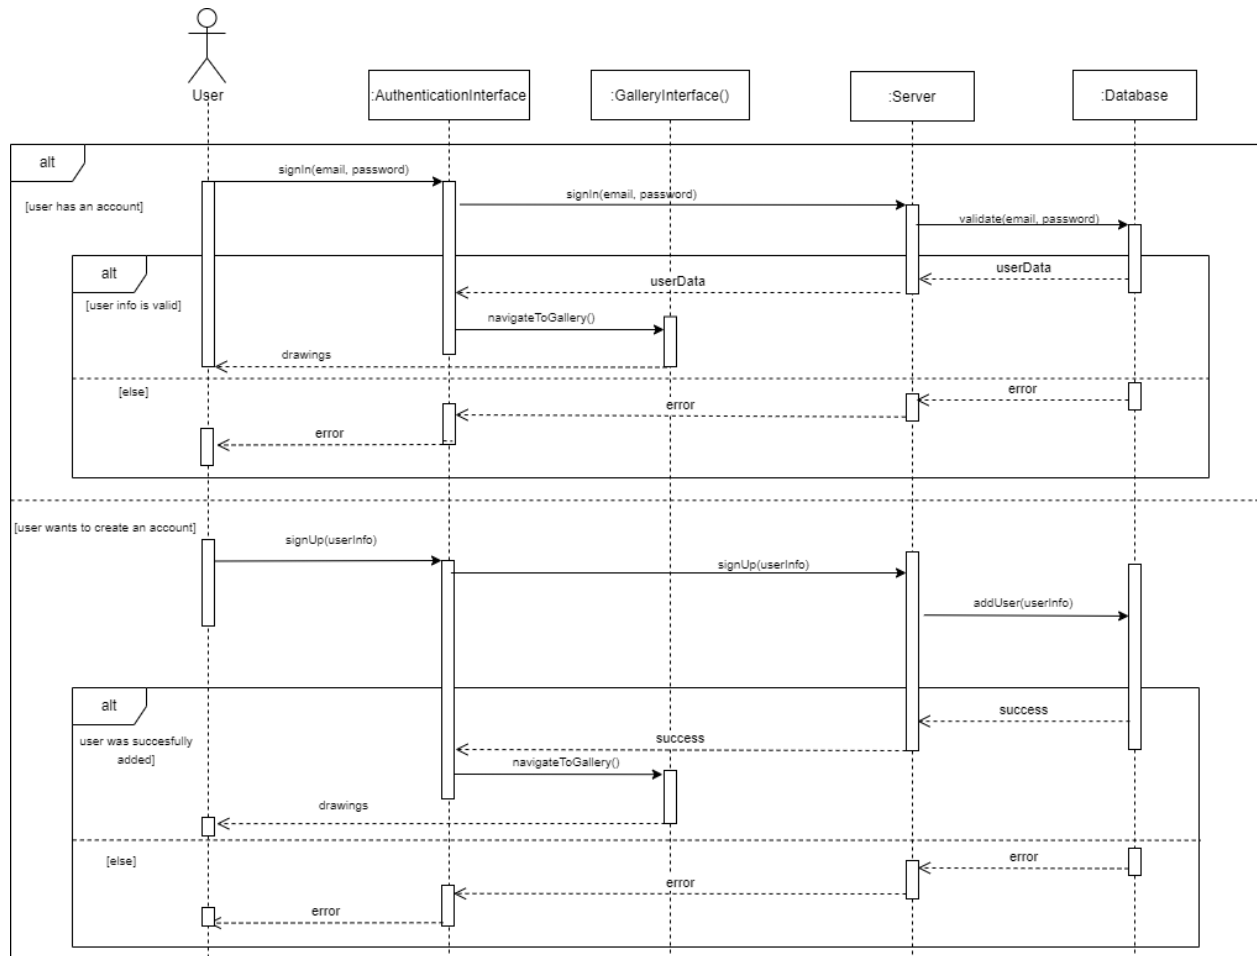 User
:AuthenticationInterface
:GalleryInterface()
:Server
:Database
alt
signIn(email, password)
[user has an account]
signIn(email, password)
validate(email, password)
alt
userData
userData
[user info is valid]
navigateToGallery()
drawings
[else]
error
error
error
[user wants to create an account]
signUp(userInfo)
signUp(userInfo)
addUser(userInfo)
alt
success
user was succesfully
added]
success
navigateToGallery()
drawings
[else]
error
error
error